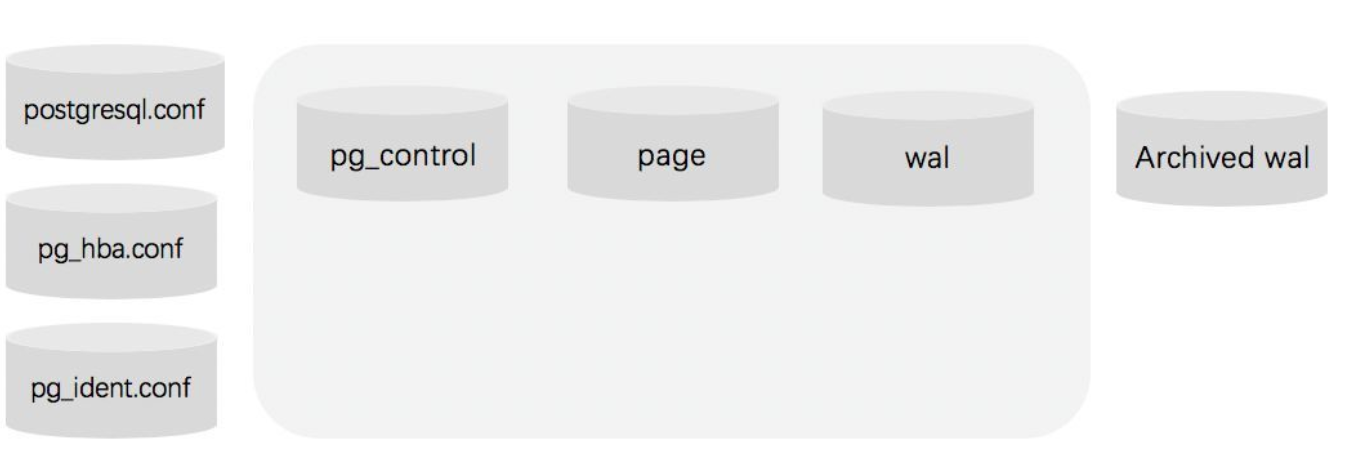 postgresql.conf
pg_hba.conf
pg_ident.conf
pg_control
page
wal
Archived wal